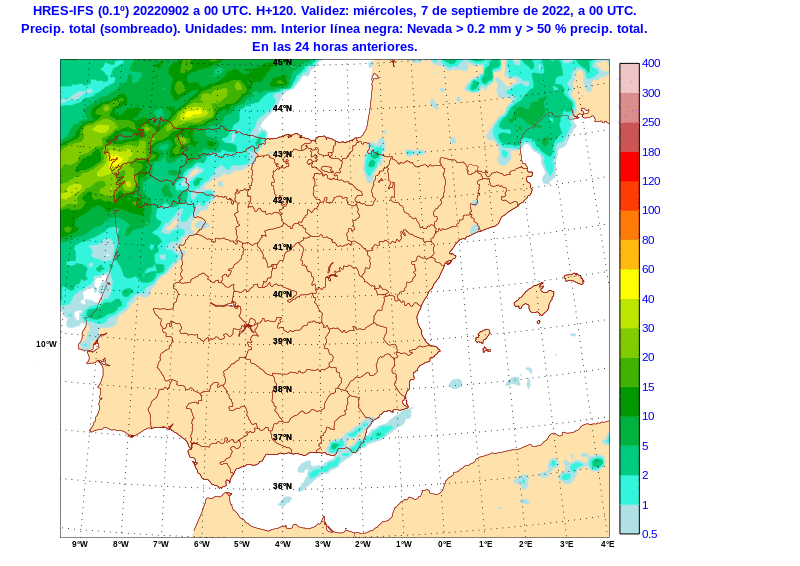 HRES-IFS (0.1º) 20220902 a 00 UTC. H+120. Validez: miércoles, 7 de septiembre de 2022, a 00 UTC.
Precip. total (sombreado). Unidades: mm. Interior línea negra: Nevada > 0.2 mm y > 50 % precip. total.
En las 24 horas anteriores.
45ºN
44ºN
43ºN
42ºN
41ºN
40ºN
39ºN
38ºN
37ºN
36ºN
10ºW
9ºW 8ºW 7ºW 6ºW 5ºW 4ºW 3ºW 2ºW 1ºW 0ºE 1ºE 2ºE 3ºE 4ºE
400
300
250
180
120
100
80
60
40
30
20
15
10
5
2
1
0.5